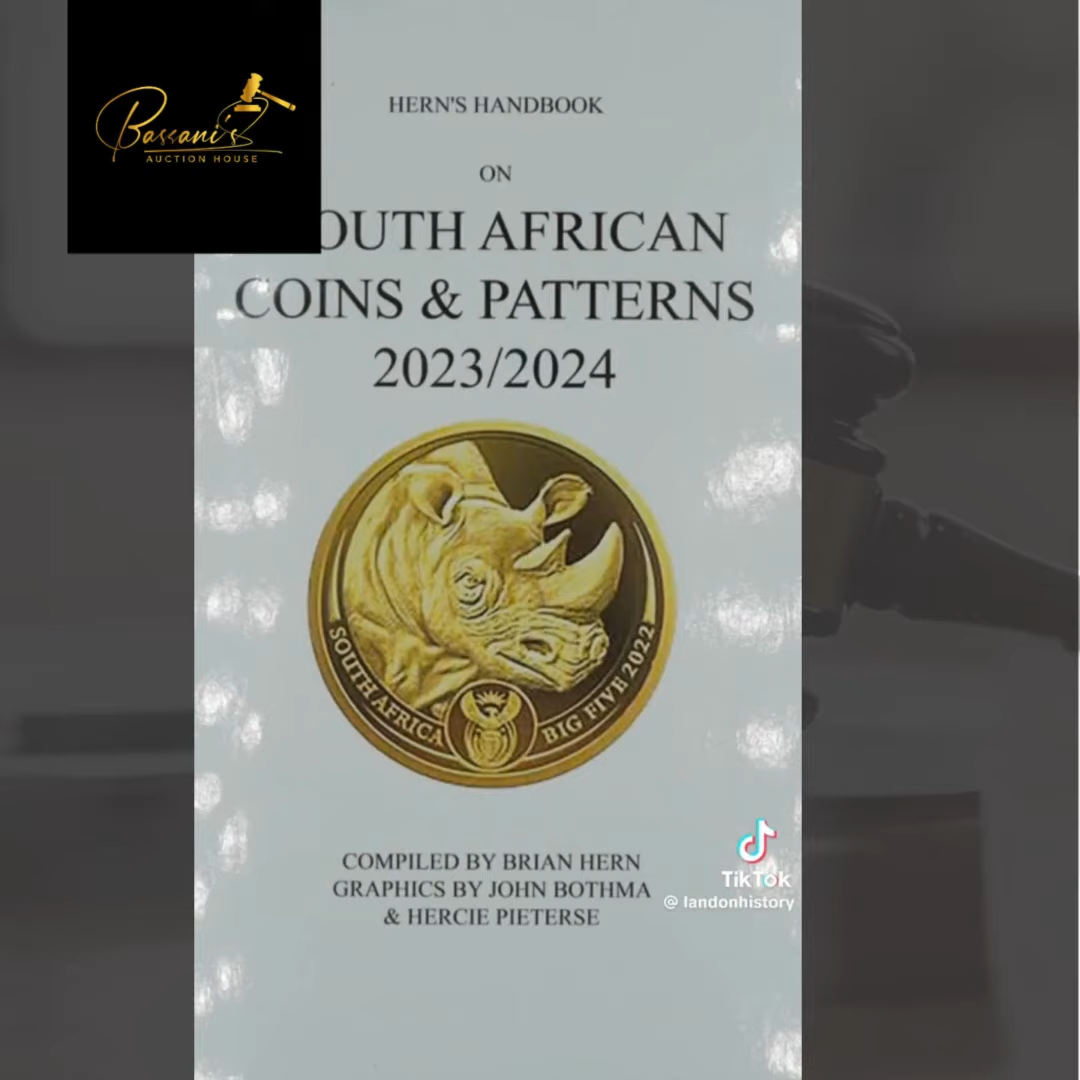 Bassani's
AUCTION HOUSE
HERN'S HANDBOOK
ON
OUTH AFRICAN
COINS & PATTERNS
2023/2024
SOUTH AFRICA
BIG FIVE 2022
COMPILED BY BRIAN HERN
GRAPHICS BY JOHN BOTHMA
& HERCIE PIETERSE
TikTok
@ landonhistory